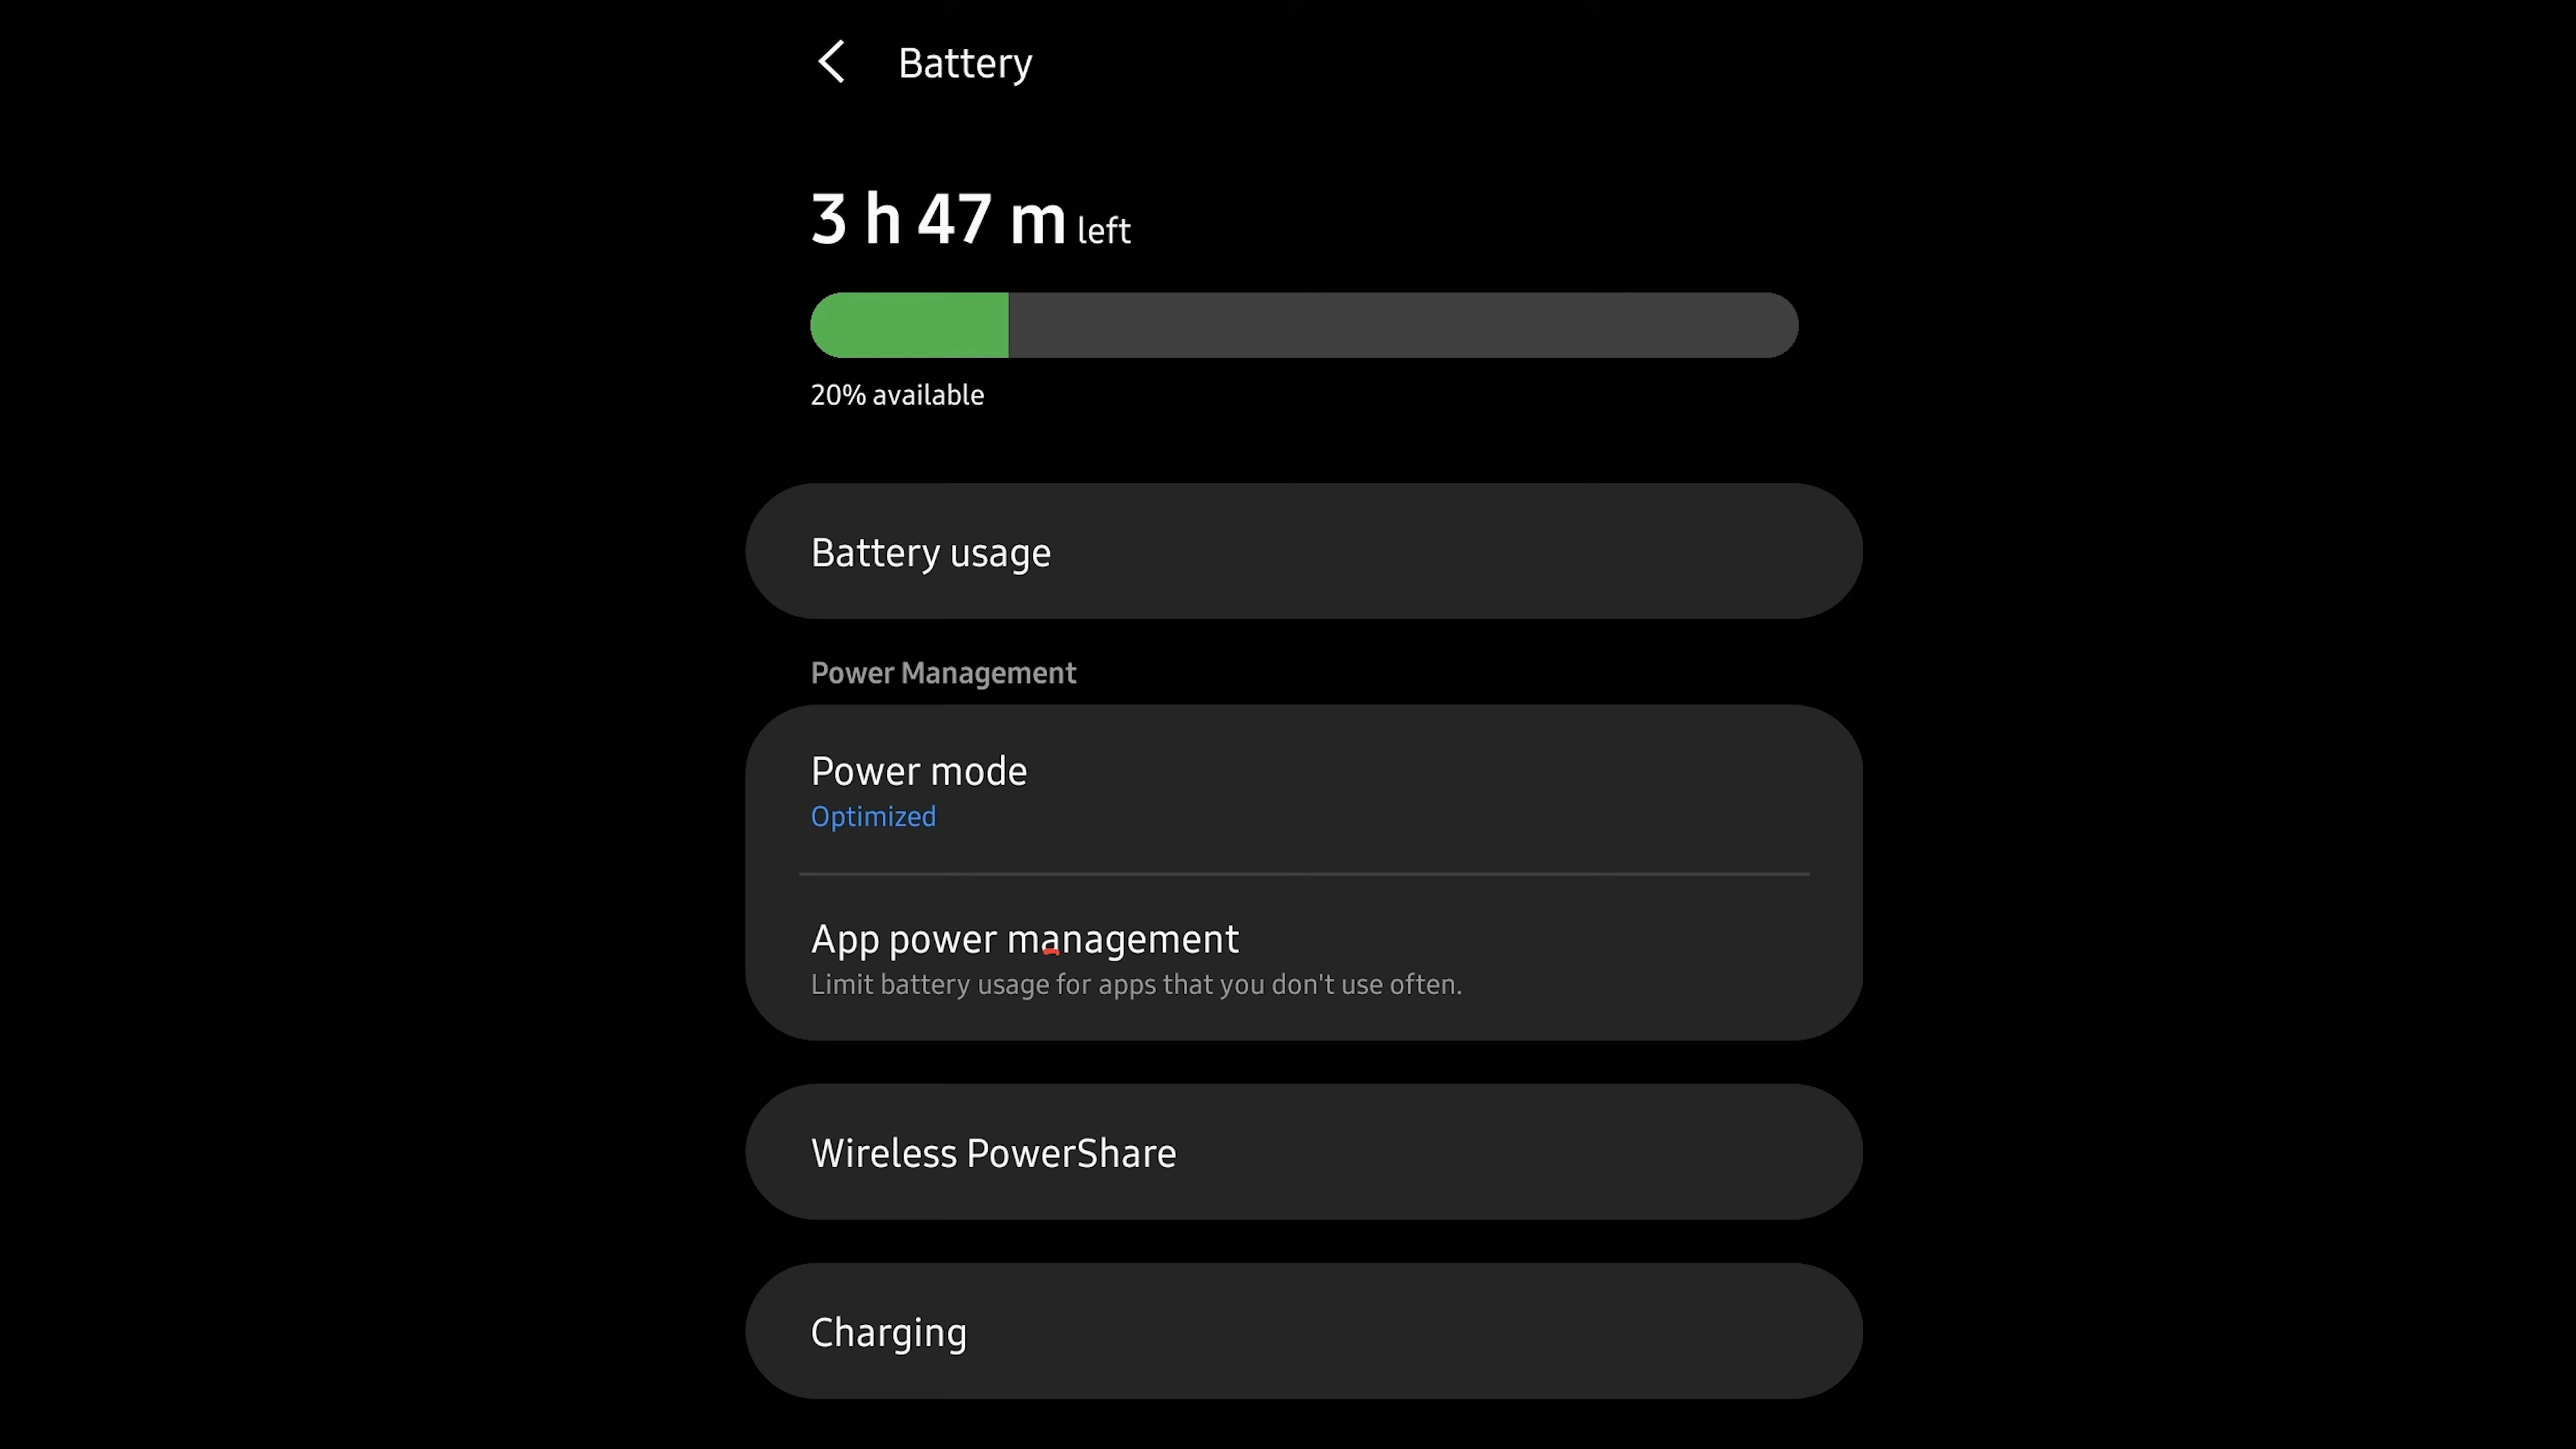 Battery
3 h 47 m left
20% available
Battery usage
Power Management
Power mode
Optimized
App power management
Limit battery usage for apps that you don't use often.
Wireless PowerShare
Charging